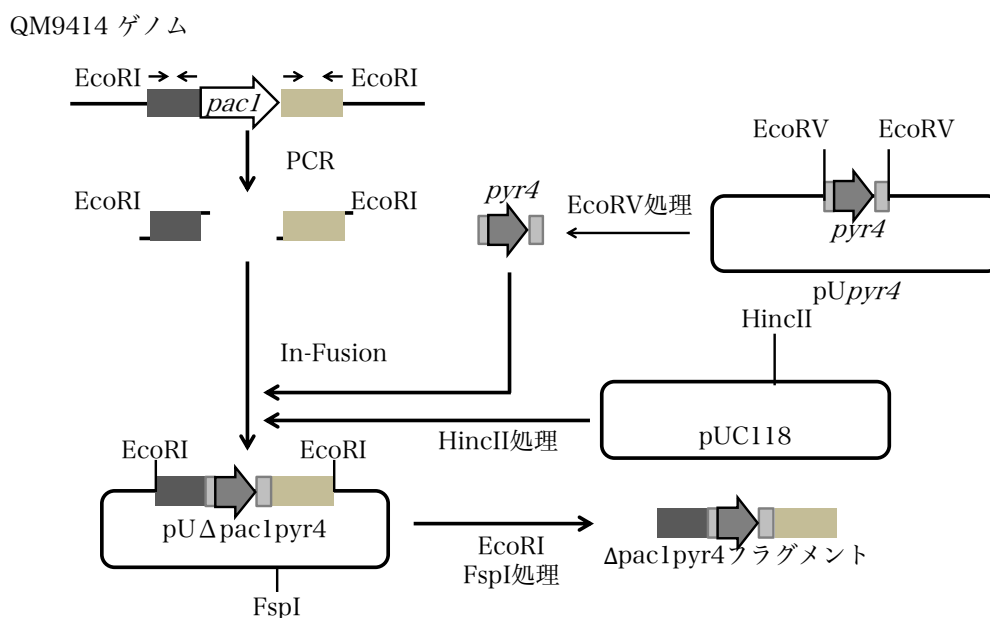 QM9414 ゲノム
EcoRI
EcoRI
pac1
PCR
EcoRI
EcoRI
pyr4
EcoRV処理
EcoRV
EcoRV
pyr4
pUpyr4
HincII
In-Fusion
pUC118
HincII処理
EcoRI
EcoRI
pUΔpac1pyr4
FspI
EcoRI
FspI処理
Δpac1pyr4フラグメント